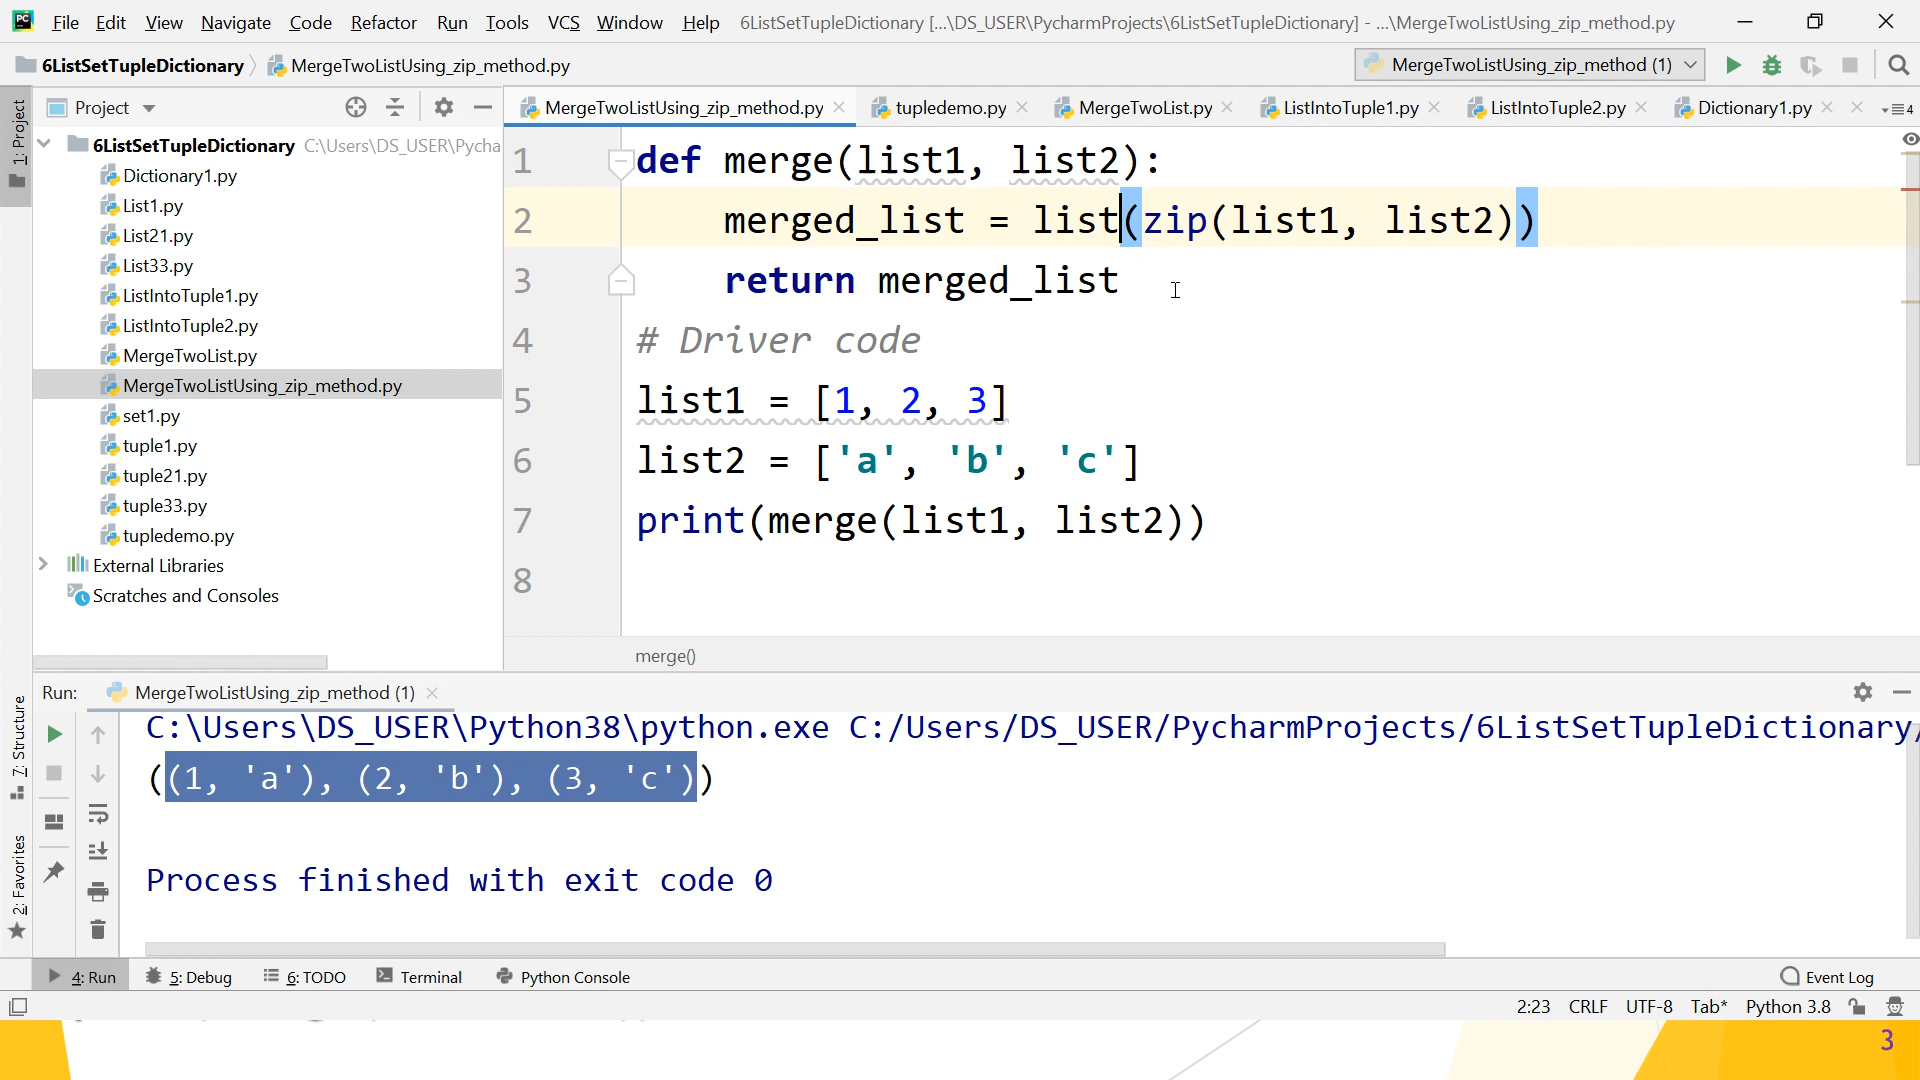 File Edit View Navigate Code Refactor Run Tools VCS Window Help 6ListSetTupleDictionary [...\DS_USER\PycharmProjects\6ListSetTupleDictionary] - ...\MergeTwoListUsing_zip_method.py
6ListSetTupleDictionary MergeTwoListUsing_zip_method.py MergeTwoListUsing_zip_method (1)
1: Project
Project
MergeTwoListUsing_zip_method.py tupledemo.py MergeTwoList.py ListIntoTuple1.py ListIntoTuple2.py Dictionary1.py 4
6ListSetTupleDictionary C:\Users\DS_USER\Pycha
Dictionary1.py
List1.py
List21.py
List33.py
ListIntoTuple1.py
ListIntoTuple2.py
MergeTwoList.py
MergeTwoListUsing_zip_method.py
set1.py
tuple1.py
tuple21.py
tuple33.py
tupledemo.py
External Libraries
Scratches and Consoles
1 def merge(list1, list2):
2 merged_list = list(zip(list1, list2))
3 return merged_list
4 # Driver code
5 list1 = [1, 2, 3]
6 list2 = ['a', 'b', 'c']
7 print(merge(list1, list2))
8
merge()
Run: MergeTwoListUsing_zip_method (1)
7: Structure
2: Favorites
C:\Users\DS_USER\Python38\python.exe C:/Users/DS_USER/PycharmProjects/6ListSetTupleDictionary/
((1, 'a'), (2, 'b'), (3, 'c'))
Process finished with exit code 0
4: Run 5: Debug 6: TODO Terminal Python Console Event Log
2:23 CRLF UTF-8 Tab* Python 3.8
3